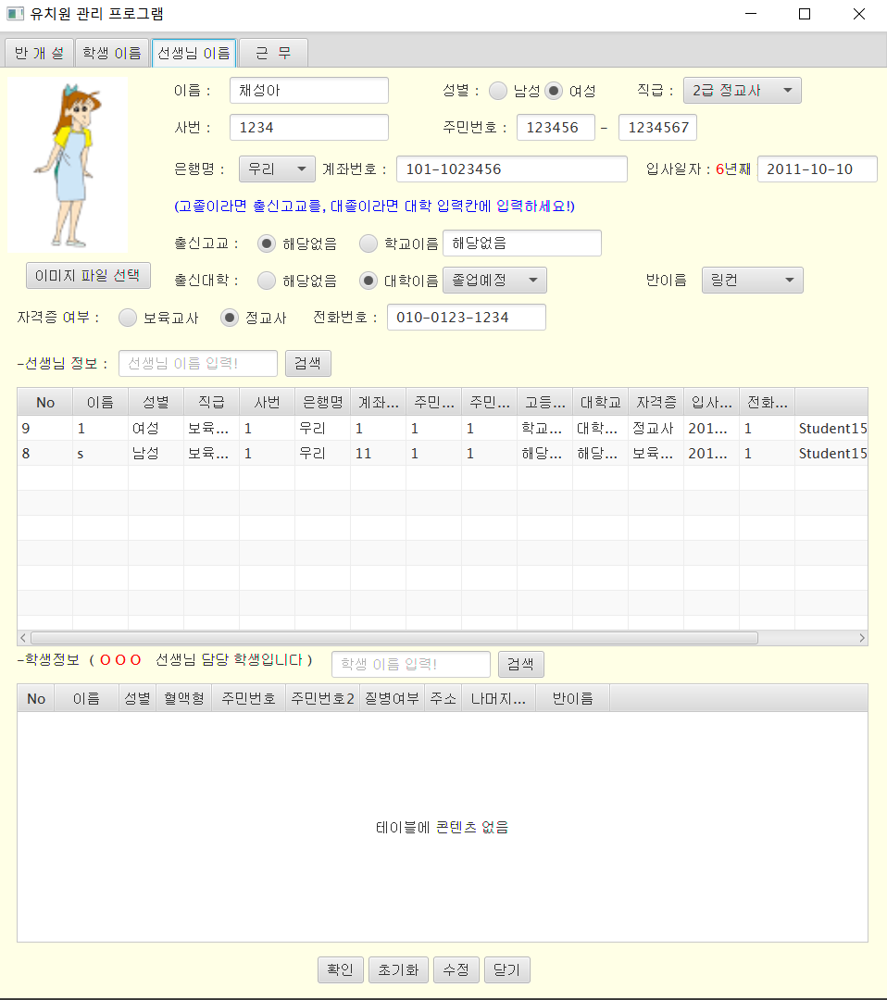 유치원 관리 프로그램
반 개 설 학생 이름 선생님 이름 근 무
이름 : 채성아 성별 : 남성 여성 직급 : 2급 정교사
사번 : 1234 주민번호 : 123456 - 1234567
은행명 : 우리 계좌번호 : 101-1023456 입사일자 : 6년째 2011-10-10
(고졸이라면 출신고교를, 대졸이라면 대학 입력칸에 입력하세요!)
출신고교 : 해당없음 학교이름 해당없음
이미지 파일 선택 출신대학 : 해당없음 대학이름 졸업예정 반이름 링컨
자격증 여부 : 보육교사 정교사 전화번호 : 010-0123-1234
-선생님 정보 : 선생님 이름 입력! 검색
No 이름 성별 직급 사번 은행명 계좌... 주민... 주민... 고등... 대학교 자격증 입사... 전화...
9 1 여성 보육... 1 우리 1 1 1 학교... 대학... 정교사 201... 1 Student15
8 s 남성 보육... 1 우리 11 1 1 해당... 해당... 보육... 201... 1 Student15
-학생정보 ( O O O 선생님 담당 학생입니다 ) 학생 이름 입력! 검색
No 이름 성별 혈액형 주민번호 주민번호2 질병여부 주소 나머지... 반이름
테이블에 콘텐츠 없음
확인 초기화 수정 닫기